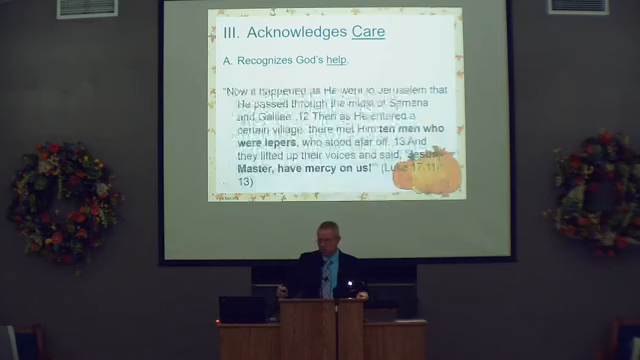 III. Acknowledges Care
A. Recognizes God's help.
"Now it happened as He went to Jerusalem that
He passed through the midst of Samaria
and Galilee. 12 Then as He entered a
certain village, there met Him ten men who
were lepers, who stood afar off. 13 And
they lifted up their voices and said, "Jesus,
Master, have mercy on us!" (Luke 17:11-
13)